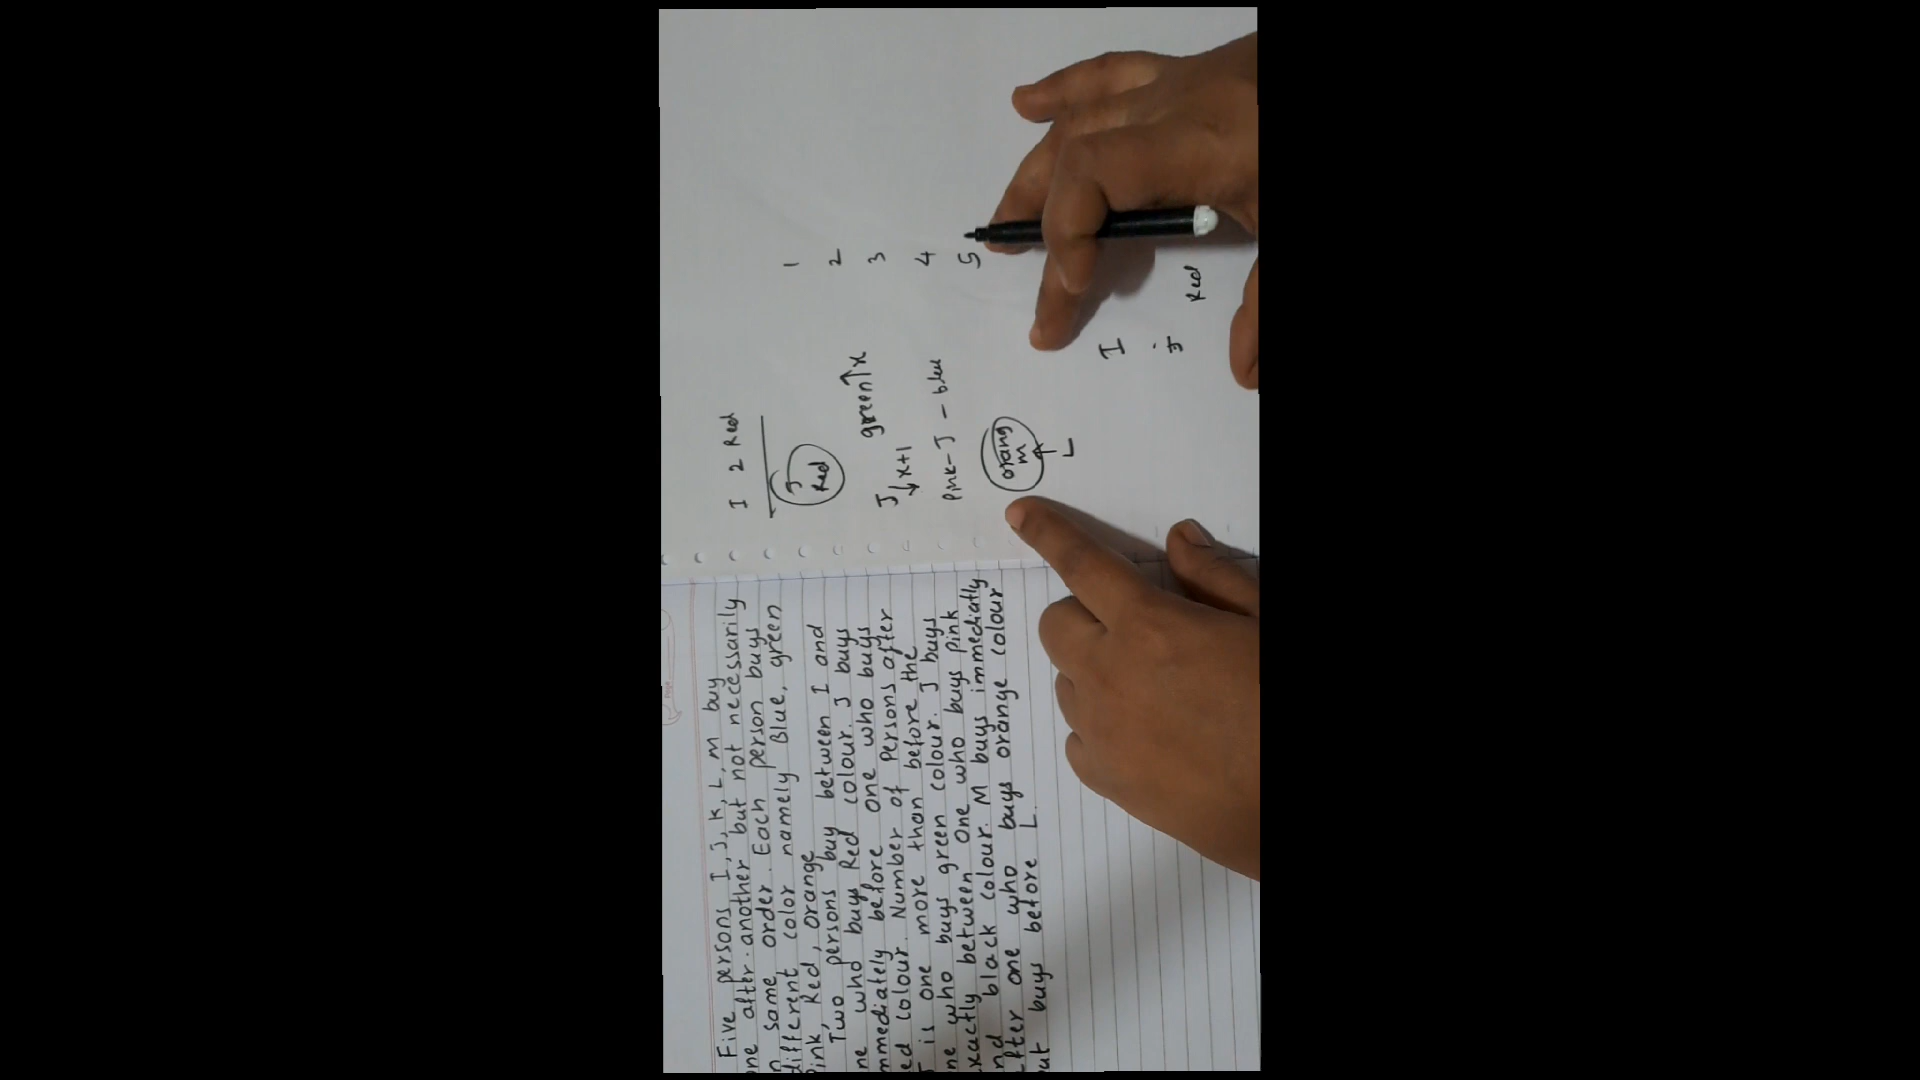 Five persons I, J, K, L, M buy
one after another but not necessarily
in same order. Each person buys
different color namely Blue, green
Pink, Red, orange
Two persons buy between I and
one who buys Red colour. J buys
immediately before one who buys
Red colour. Number of persons after
J is one more than before the
one who buys green colour. J buys
exactly between one who buys pink
and black colour. M buys immediatly
after one who buys orange colour
but buys before L.
I 2 Red
J
Red
green↑x
J ↓x+1
Pink-J-blu
orang
M
↑
L
1
2
3
4
5
I
J
Red